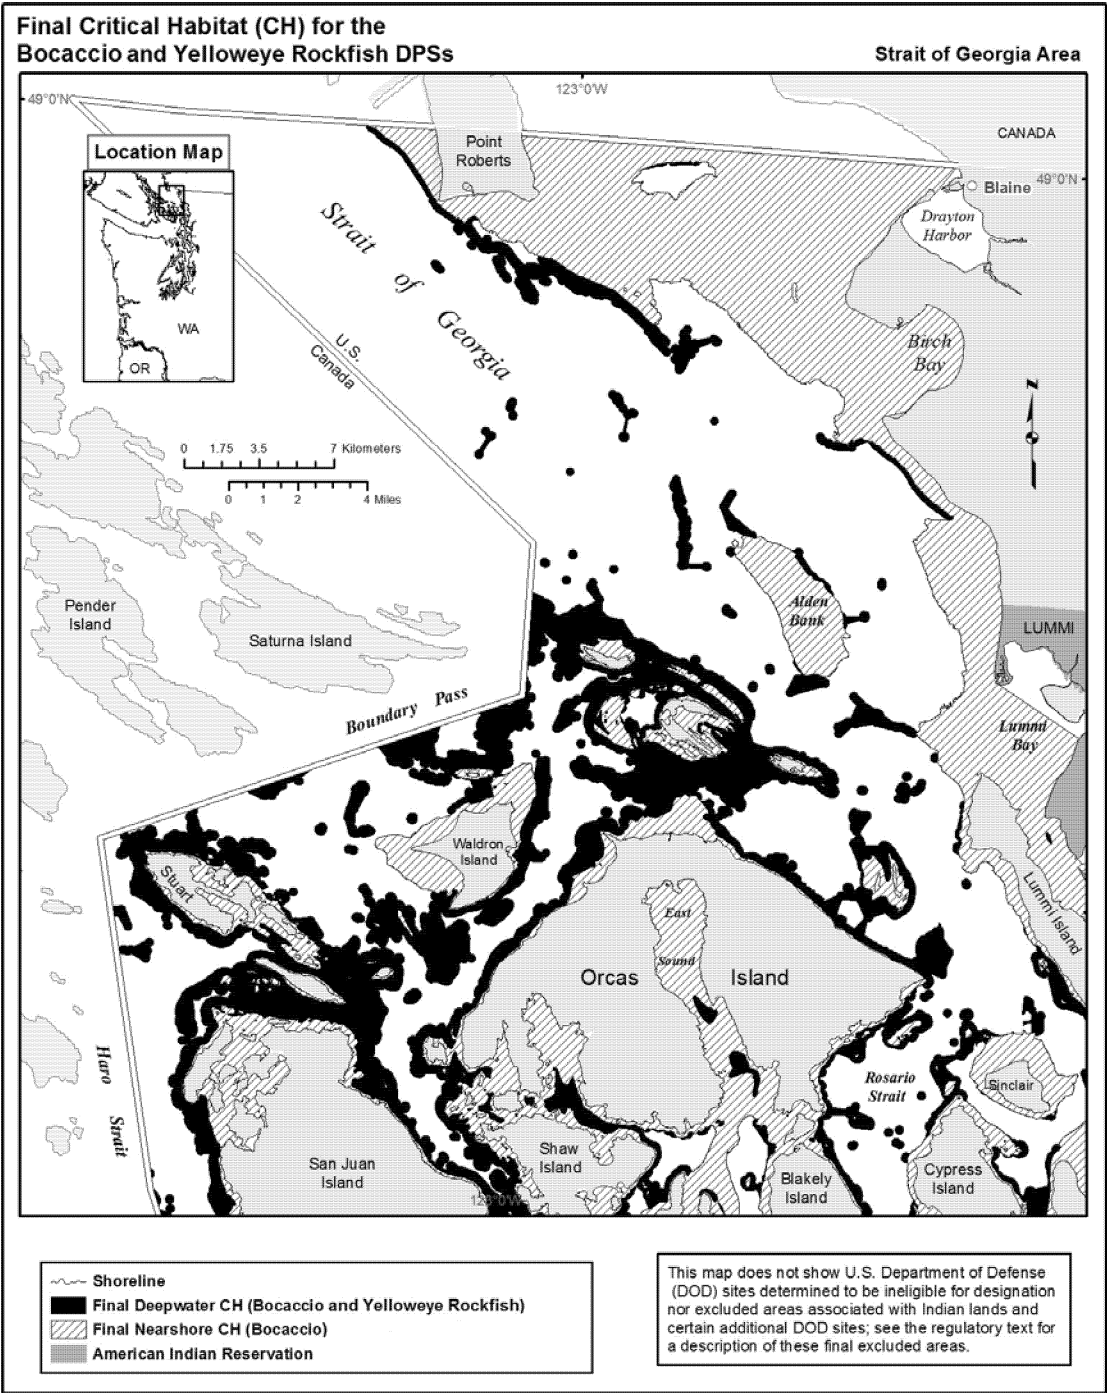 Final Critical Habitat (CH) for the
Bocaccio and Yelloweye Rockfish DPSs
Strait of Georgia Area
49°0'N
123°0'W
CANADA
Point
Roberts
Location Map
49°0'N
Blaine
Drayton
Harbor
Strait of Georgia
WA
OR
U.S.
Canada
Birch
Bay
N
0 1.75 3.5 7 Kilometers
0 1 2 4 Miles
Pender
Island
Saturna Island
Alden
Bank
LUMMI
Boundary Pass
Lummi
Bay
Waldron
Island
Stuart
Lummi Island
East
Sound
Orcas Island
Haro Strait
Rosario
Strait
Sinclair
Shaw
Island
San Juan
Island
Blakely
Island
Cypress
Island
123°0'W
Shoreline
Final Deepwater CH (Bocaccio and Yelloweye Rockfish)
Final Nearshore CH (Bocaccio)
American Indian Reservation
This map does not show U.S. Department of Defense
(DOD) sites determined to be ineligible for designation
nor excluded areas associated with Indian lands and
certain additional DOD sites; see the regulatory text for
a description of these final excluded areas.